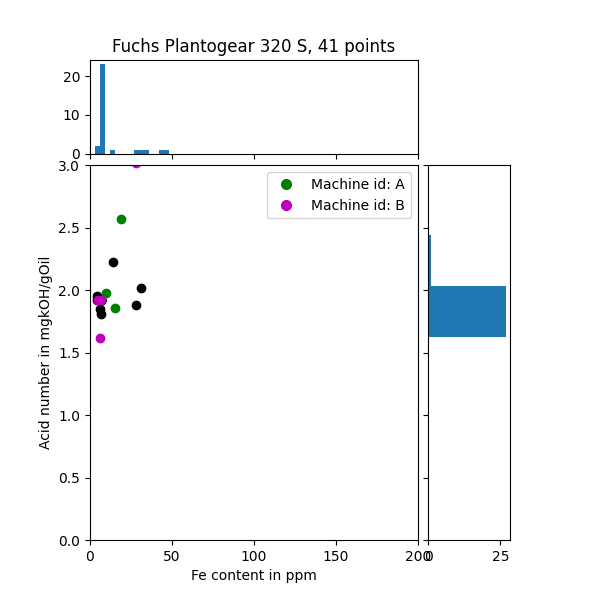 Fuchs Plantogear 320 S, 41 points
20
10
0
3.0
2.5
2.0
1.5
1.0
0.5
0.0
Acid number in mgkOH/gOil
Machine id: A
Machine id: B
0 50 100 150 200
0 25
Fe content in ppm